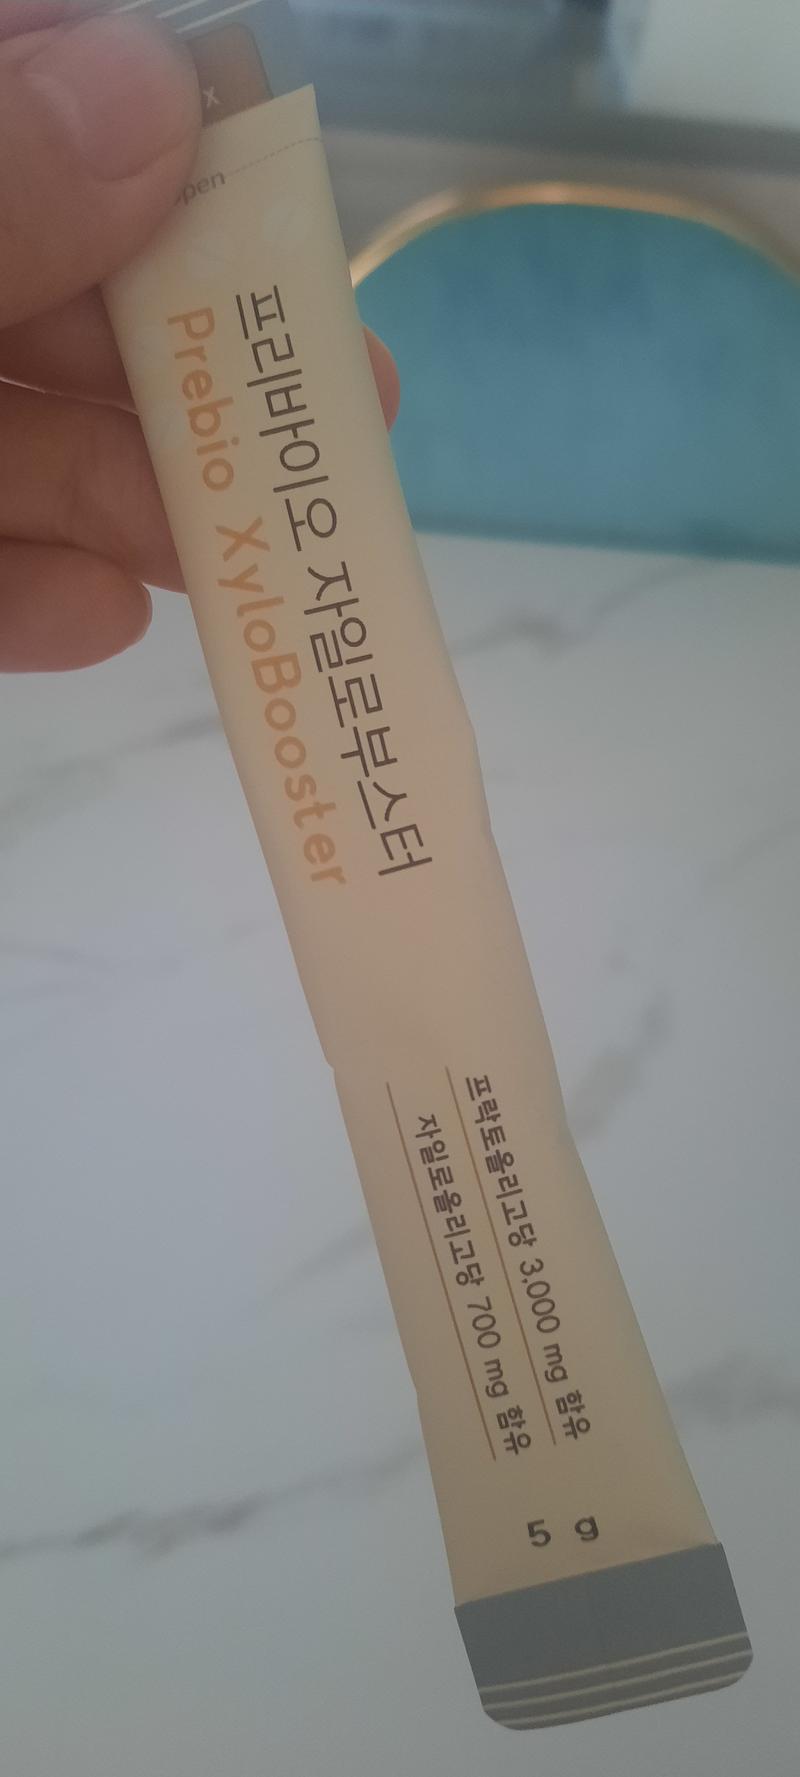 프리바이오 자일로부스터
Prebio XyloBooster
프락토올리고당 3,000 mg 함유
자일로올리고당 700 mg 함유
5 g